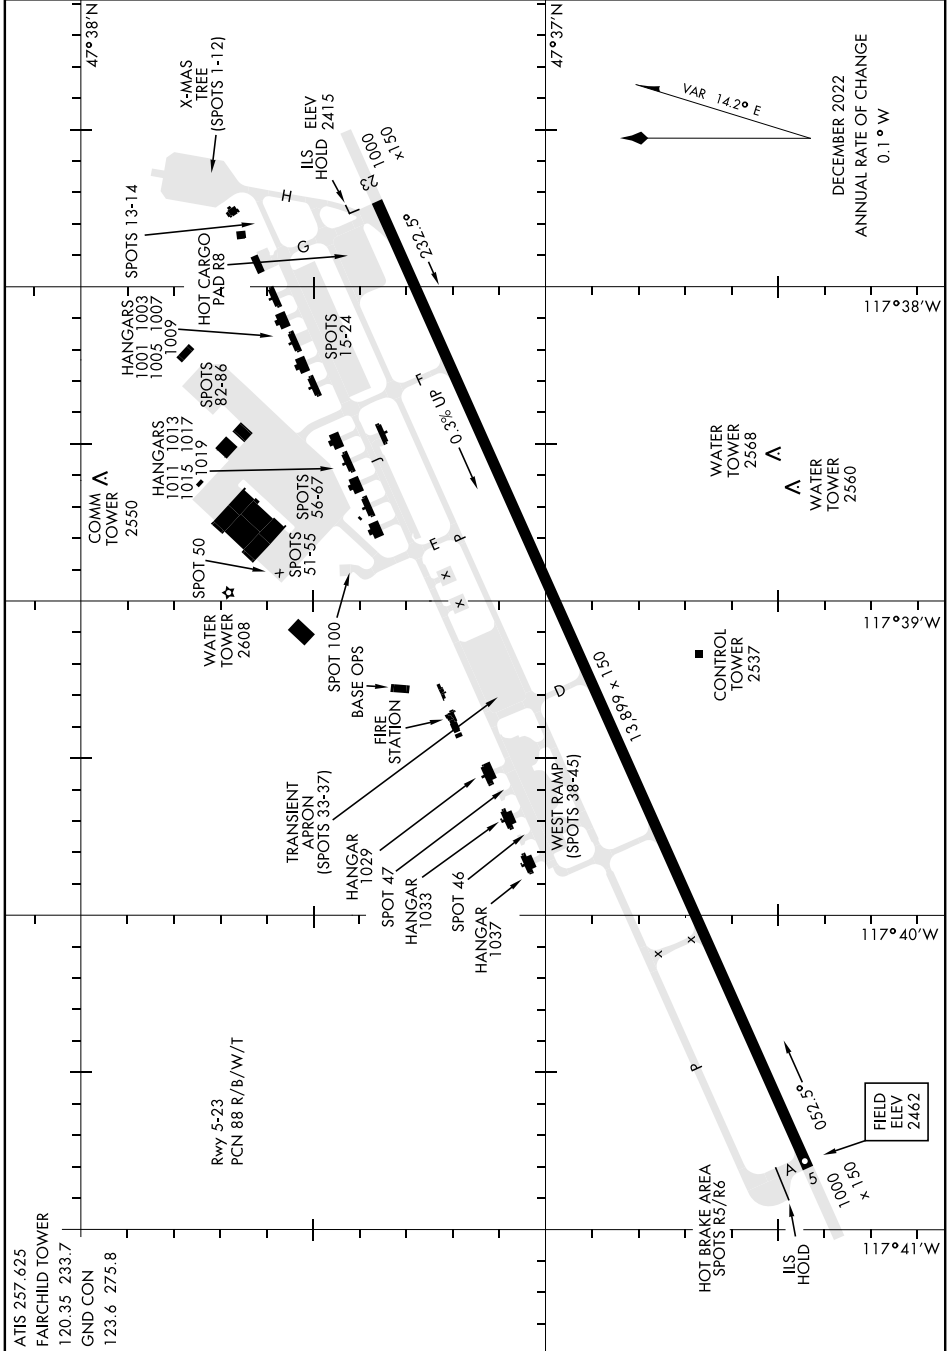 ATIS 257.625
FAIRCHILD TOWER
120.35 233.7
GND CON
123.6 275.8
Rwy 5-23
PCN 88 R/B/W/T
47°38'N
47°37'N
X-MAS
TREE
(SPOTS 1-12)
SPOTS 13-14
HOT CARGO
PAD R8
ILS
HOLD
ELEV
2415
1000
x150
23
H
L
G
232.5°
HANGARS
1001 1003
1005 1007
1009
SPOTS
15-24
SPOTS
82-86
HANGARS
1011 1013
1015 1017
1019
SPOTS
56-67
J
F
0.3% UP
COMM
TOWER
2550
SPOT 50
SPOTS
51-55
WATER
TOWER
2608
SPOT 100
E
P
x
x
BASE OPS
FIRE
STATION
D
13,899 x 150
TRANSIENT
APRON
(SPOTS 33-37)
HANGAR
1029
SPOT 47
HANGAR
1033
SPOT 46
HANGAR
1037
WEST RAMP
(SPOTS 38-45)
CONTROL
TOWER
2537
WATER
TOWER
2568
WATER
TOWER
2560
VAR 14.2° E
DECEMBER 2022
ANNUAL RATE OF CHANGE
0.1° W
117°38'W
117°39'W
117°40'W
117°41'W
x
x
P
052.5°
A
5
1000
x 150
FIELD
ELEV
2462
HOT BRAKE AREA
SPOTS R5/R6
ILS
HOLD